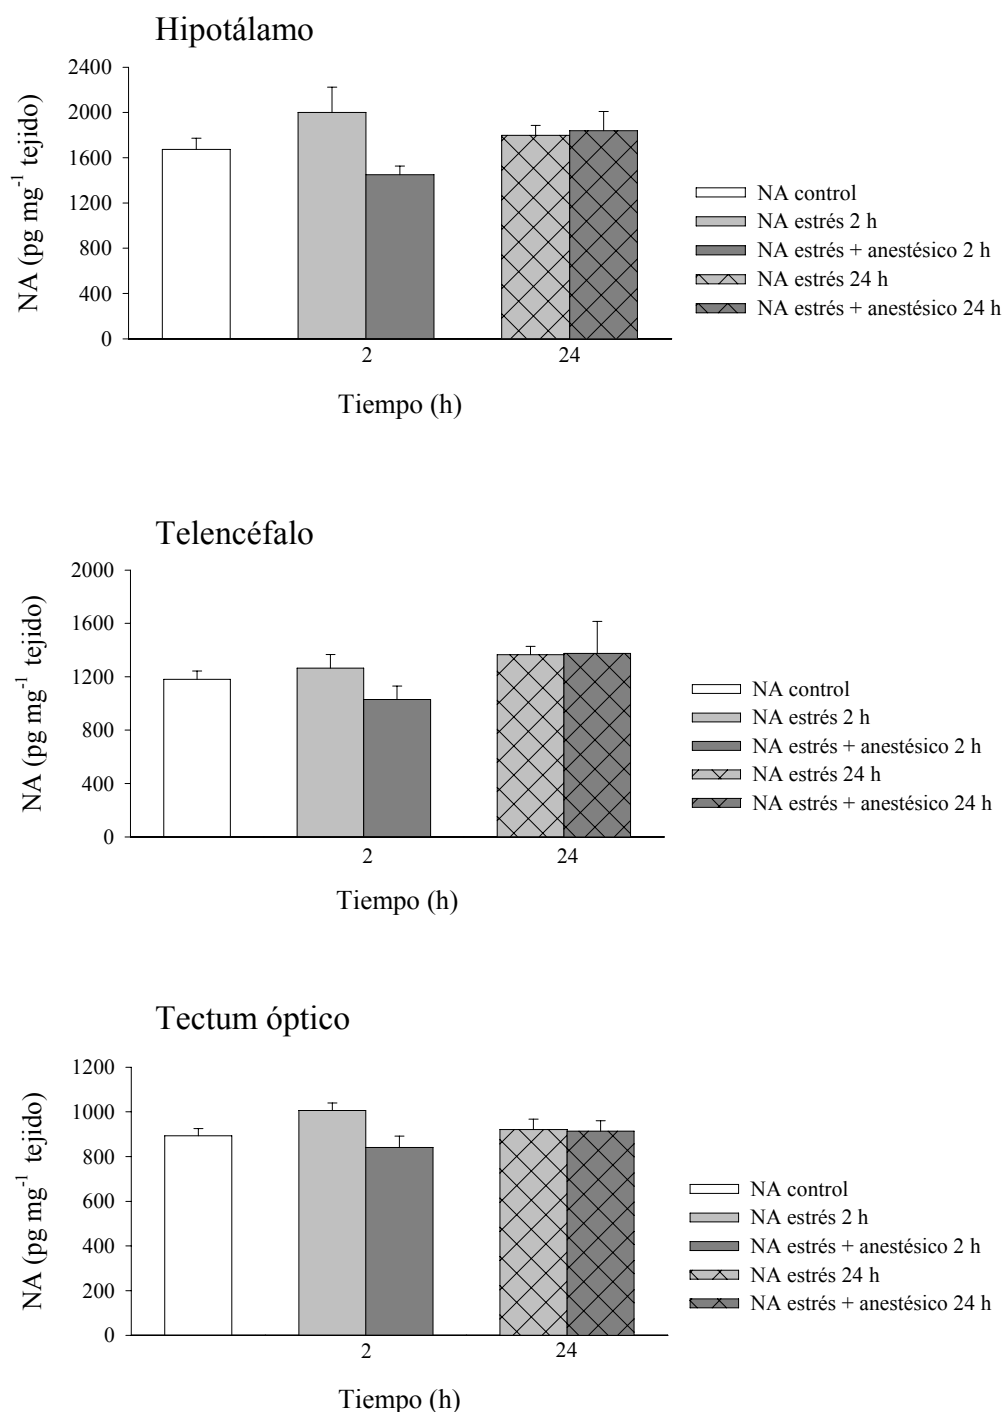 Hipotálamo
2400
2000
1600
1200
800
400
0
NA (pg mg⁻¹ tejido)
2 24
Tiempo (h)
NA control
NA estrés 2 h
NA estrés + anestésico 2 h
NA estrés 24 h
NA estrés + anestésico 24 h
Telencéfalo
2000
1600
1200
800
400
0
NA (pg mg⁻¹ tejido)
2 24
Tiempo (h)
NA control
NA estrés 2 h
NA estrés + anestésico 2 h
NA estrés 24 h
NA estrés + anestésico 24 h
Tectum óptico
1200
1000
800
600
400
200
0
NA (pg mg⁻¹ tejido)
2 24
Tiempo (h)
NA control
NA estrés 2 h
NA estrés + anestésico 2 h
NA estrés 24 h
NA estrés + anestésico 24 h